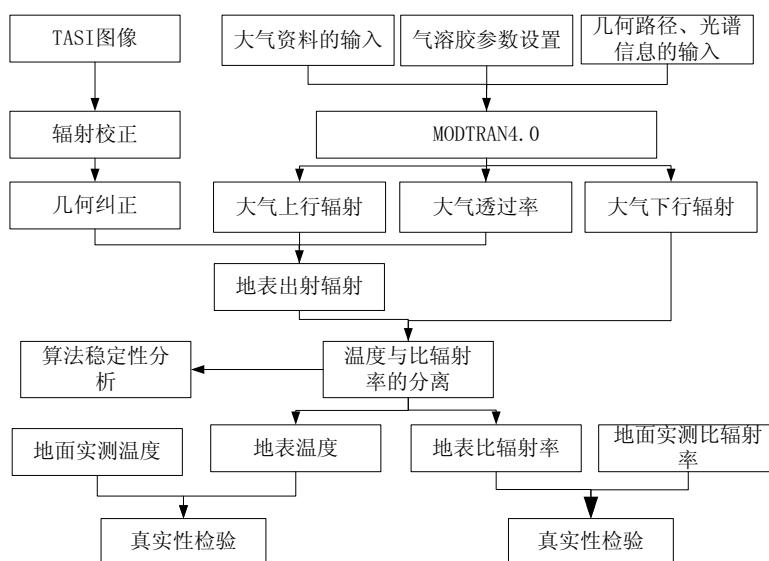 TASI图像
大气资料的输入
气溶胶参数设置
几何路径、光谱
信息的输入
辐射校正
MODTRAN4.0
几何纠正
大气上行辐射
大气透过率
大气下行辐射
地表出射辐射
算法稳定性分
析
温度与比辐射
率的分离
地面实测温度
地表温度
地表比辐射率
地面实测比辐射
率
真实性检验
真实性检验